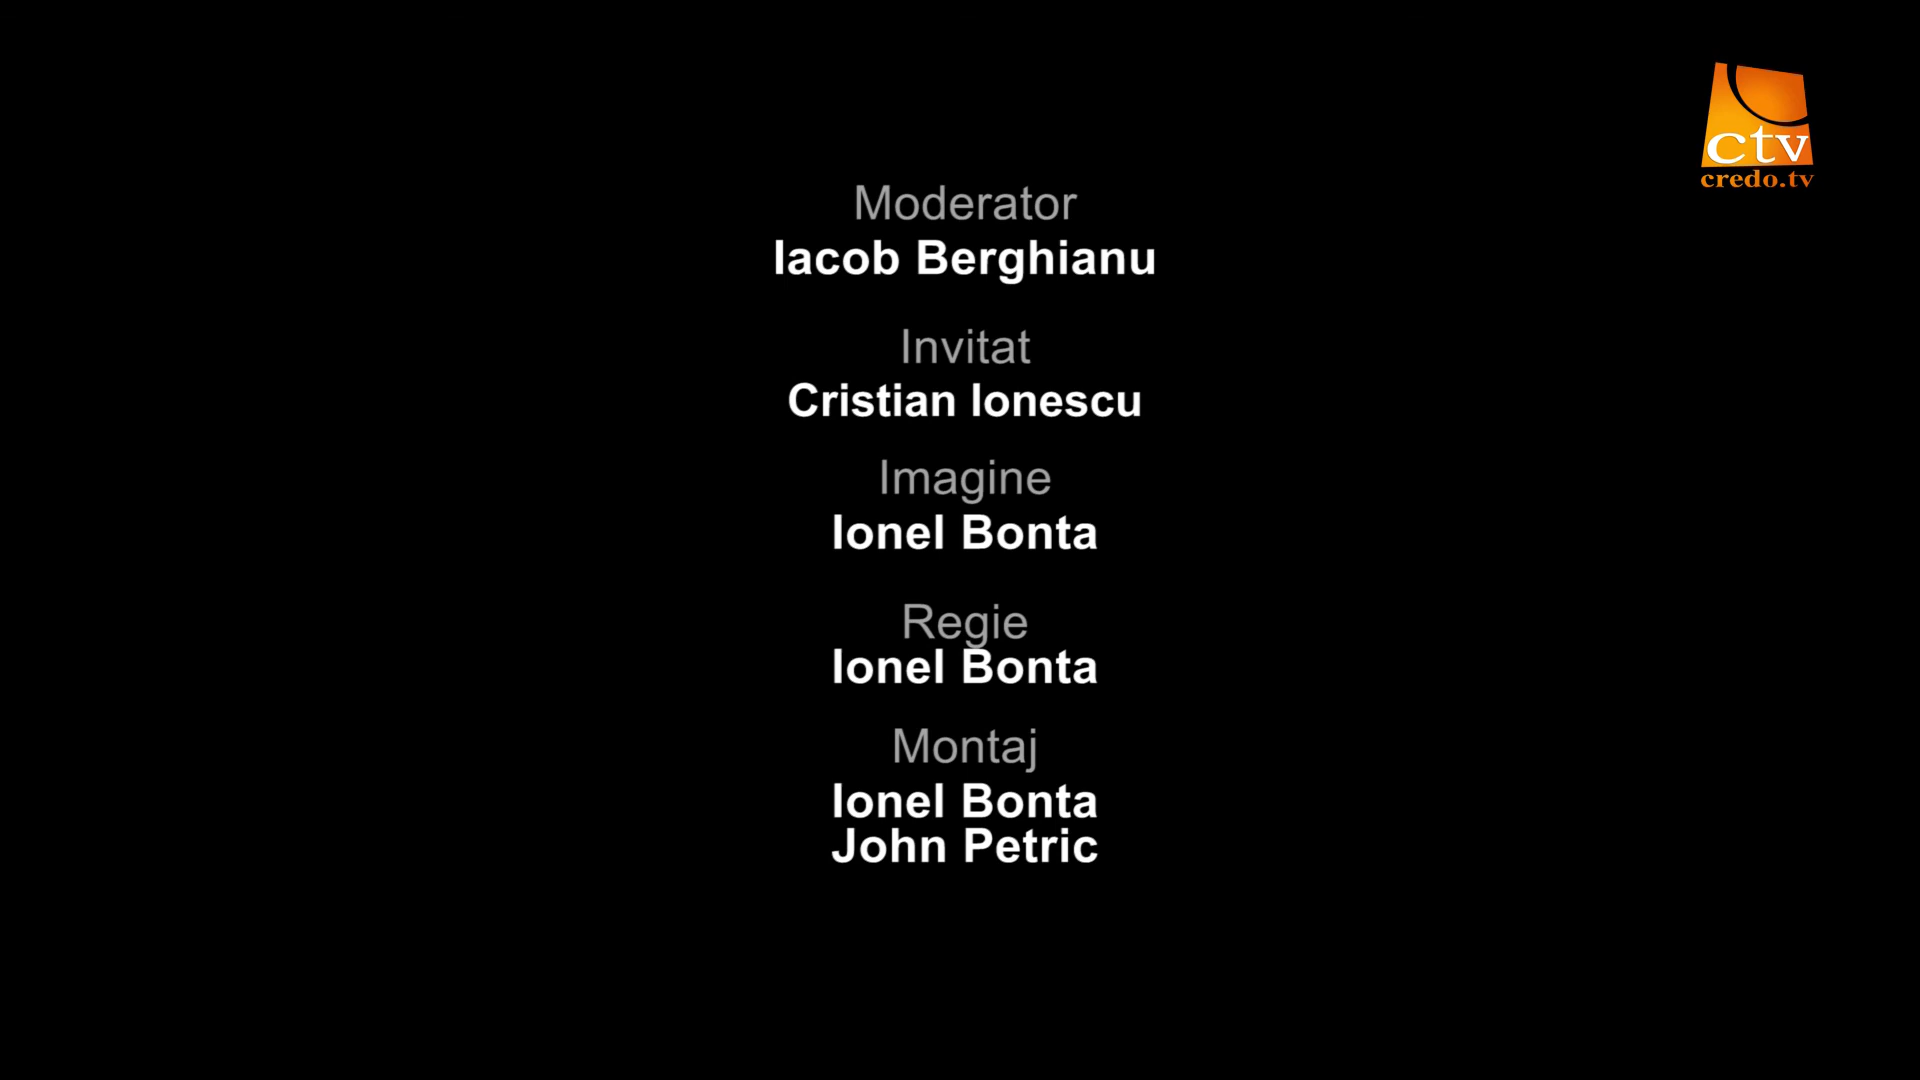 ctv
credo.tv
Moderator
Iacob Berghianu
Invitat
Cristian Ionescu
Imagine
Ionel Bonta
Regie
Ionel Bonta
Montaj
Ionel Bonta
John Petric